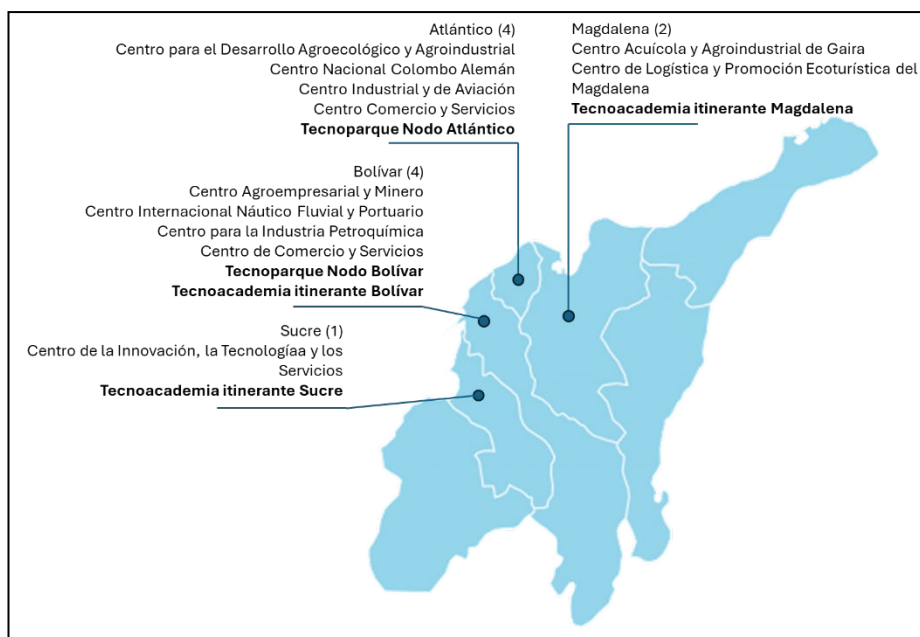 Atlántico (4)
Centro para el Desarrollo Agroecológico y Agroindustrial
Centro Nacional Colombo Alemán
Centro Industrial y de Aviación
Centro Comercio y Servicios
Tecnoparque Nodo Atlántico
Magdalena (2)
Centro Acuícola y Agroindustrial de Gaira
Centro de Logística y Promoción Ecoturística del
Magdalena
Tecnoacademia itinerante Magdalena
Bolívar (4)
Centro Agroempresarial y Minero
Centro Internacional Náutico Fluvial y Portuario
Centro para la Industria Petroquímica
Centro de Comercio y Servicios
Tecnoparque Nodo Bolívar
Tecnoacademia itinerante Bolívar
Sucre (1)
Centro de la Innovación, la Tecnologíaa y los
Servicios
Tecnoacademia itinerante Sucre